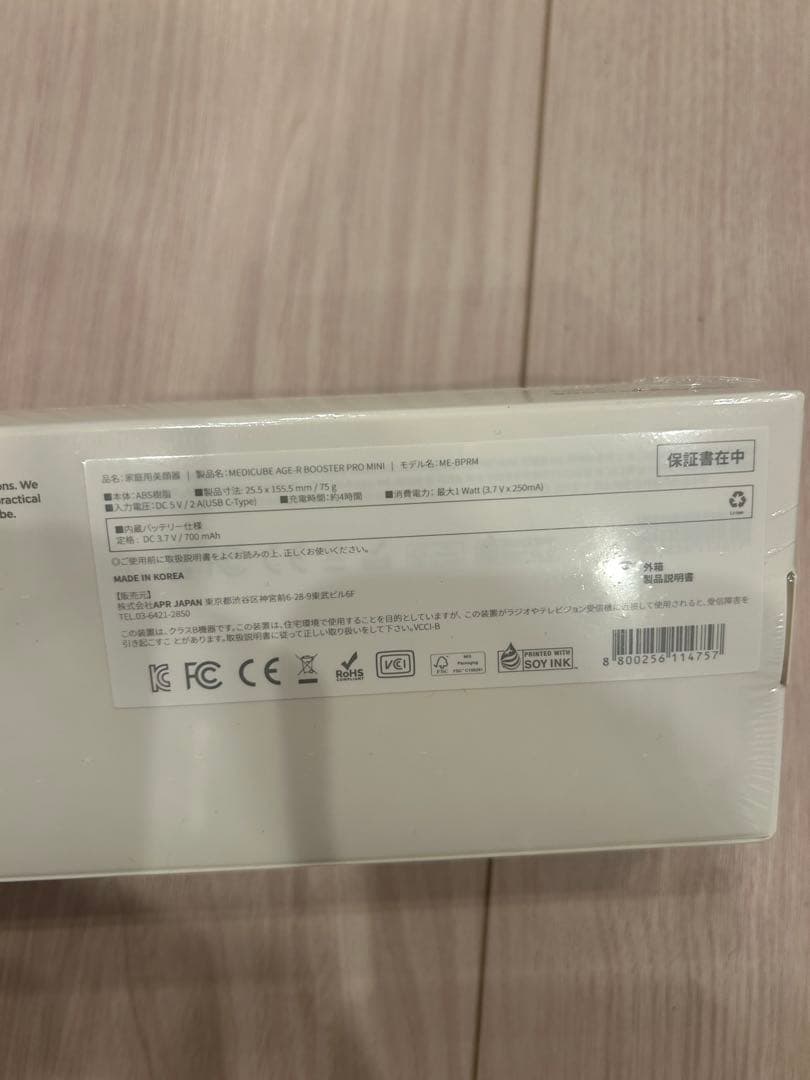 ons. We
ractical
be.
品名:家庭用美顔器 | 製品名:MEDICUBE AGE-R BOOSTER PRO MINI | モデル名:ME-BPRM
保証書在中
■本体:ABS樹脂 ■製品寸法: 25.5 x 155.5 mm / 75 g
■入力電圧:DC 5 V / 2 A(USB C-Type) ■充電時間:約4時間 ■消費電力: 最大1 Watt (3.7 V x 250mA)
■内蔵バッテリー仕様
定格: DC 3.7 V / 700 mAh
Li-ion
◎ご使用前に取扱説明書をよくお読みの上、正しくお使いください。
MADE IN KOREA
外箱
製品説明書
【販売元】
株式会社APR JAPAN 東京都渋谷区神宮前6-28-9東武ビル6F
TEL.03-6421-2850
この装置は、クラスB機器です。この装置は、住宅環境で使用することを目的としていますが、この装置がラジオやテレビジョン受信機に近接して使用されると、受信障害を
引き起こすことがあります。取扱説明書に従って正しい取り扱いをして下さい。VCCI-B
KC FC CE RoHS COMPLIANT VCI FSC MIX Packaging PRINTED WITH SOY INK
8 800256 114757